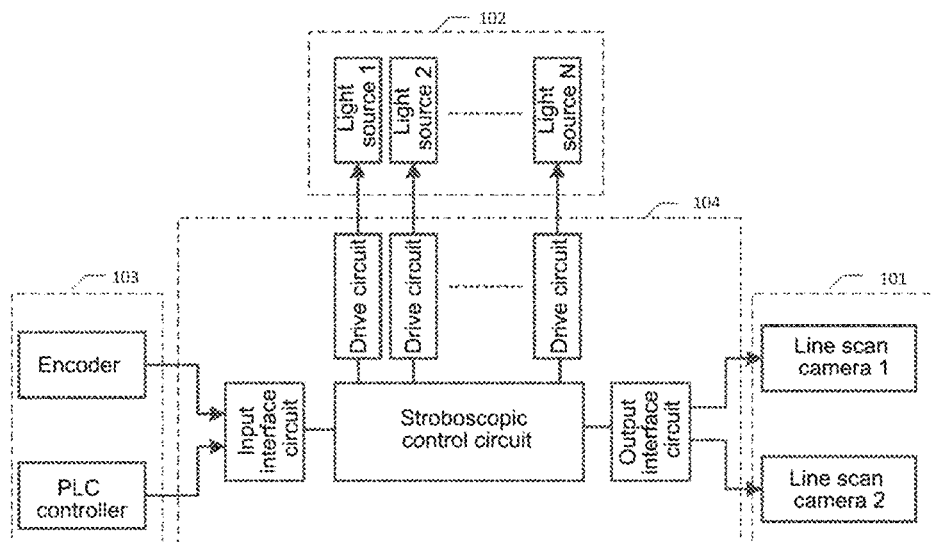 102
Light
source 1
Light
source 2
Light
source N
104
103
101
Drive circuit
Drive circuit
Drive circuit
Encoder
PLC
controller
Input
interface
circuit
Stroboscopic
control circuit
Output
interface
circuit
Line scan
camera 1
Line scan
camera 2